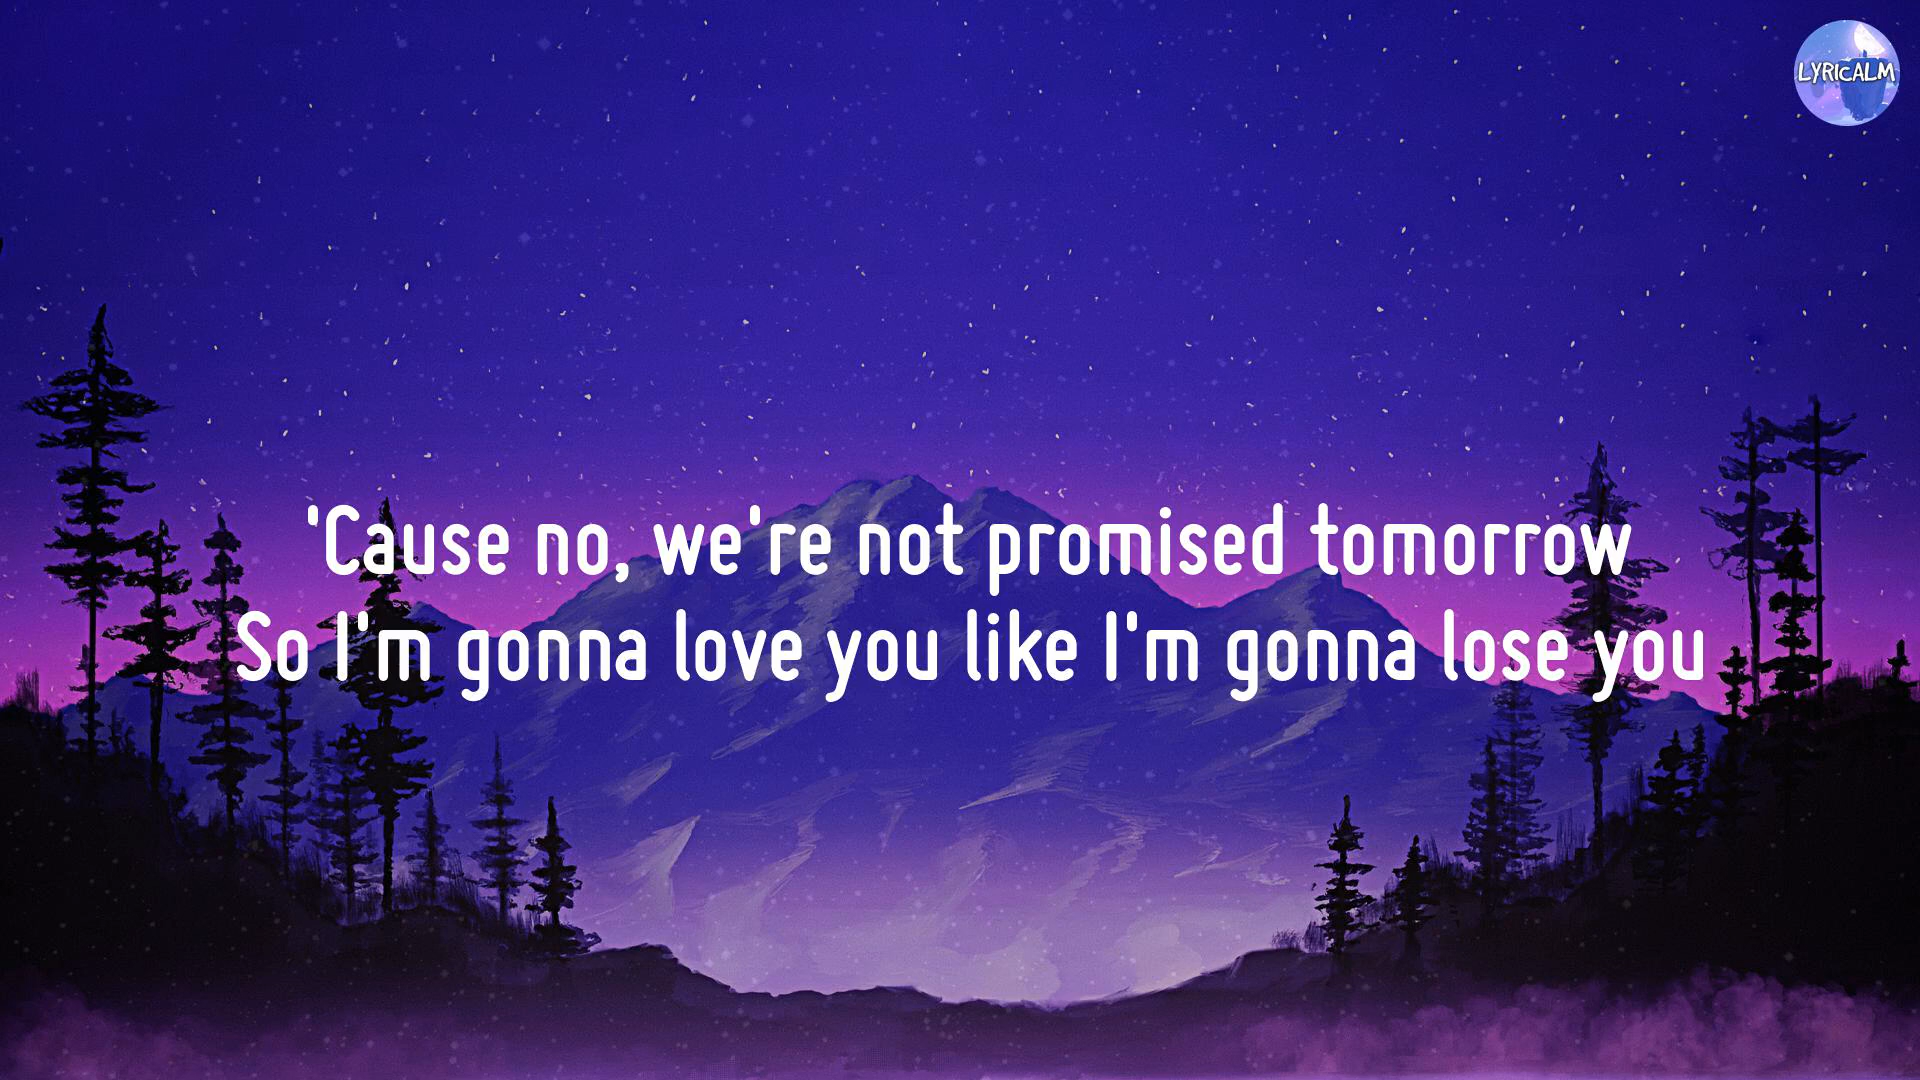 LYRICALM
'Cause no, we're not promised tomorrow
So I'm gonna love you like I'm gonna lose you